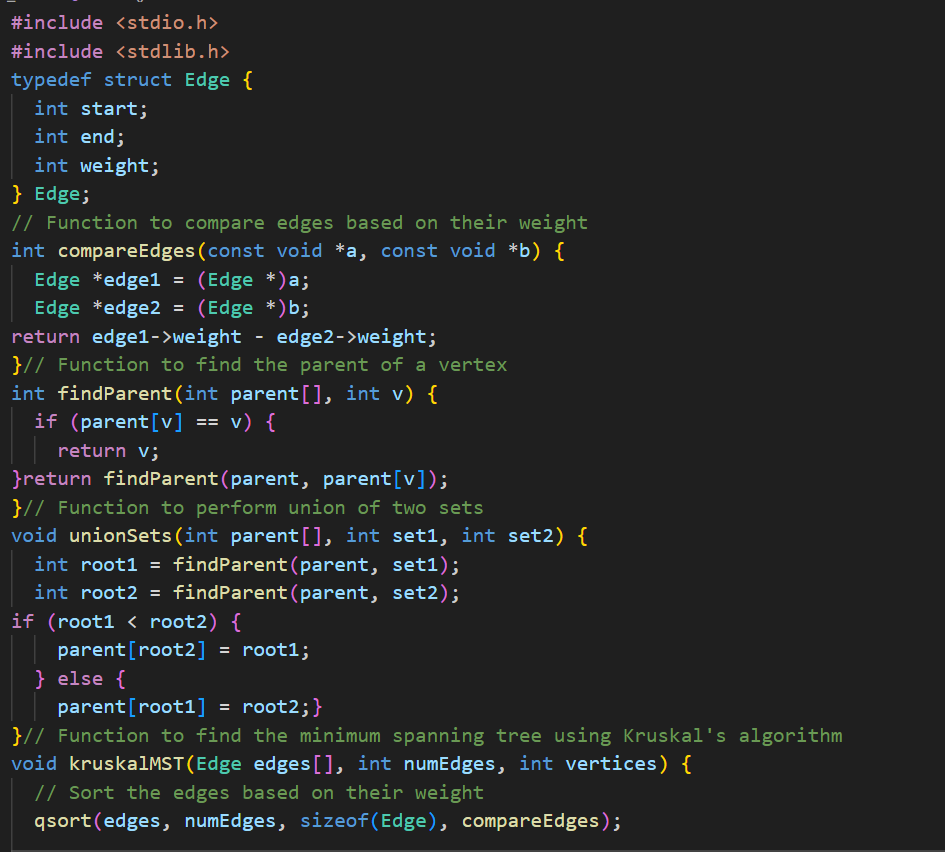 #include <stdio.h>
#include <stdlib.h>
typedef struct Edge {
  int start;
  int end;
  int weight;
} Edge;
// Function to compare edges based on their weight
int compareEdges(const void *a, const void *b) {
  Edge *edge1 = (Edge *)a;
  Edge *edge2 = (Edge *)b;
return edge1->weight - edge2->weight;
}// Function to find the parent of a vertex
int findParent(int parent[], int v) {
  if (parent[v] == v) {
    return v;
}return findParent(parent, parent[v]);
}// Function to perform union of two sets
void unionSets(int parent[], int set1, int set2) {
  int root1 = findParent(parent, set1);
  int root2 = findParent(parent, set2);
if (root1 < root2) {
    parent[root2] = root1;
  } else {
    parent[root1] = root2;}
}// Function to find the minimum spanning tree using Kruskal's algorithm
void kruskalMST(Edge edges[], int numEdges, int vertices) {
  // Sort the edges based on their weight
  qsort(edges, numEdges, sizeof(Edge), compareEdges);